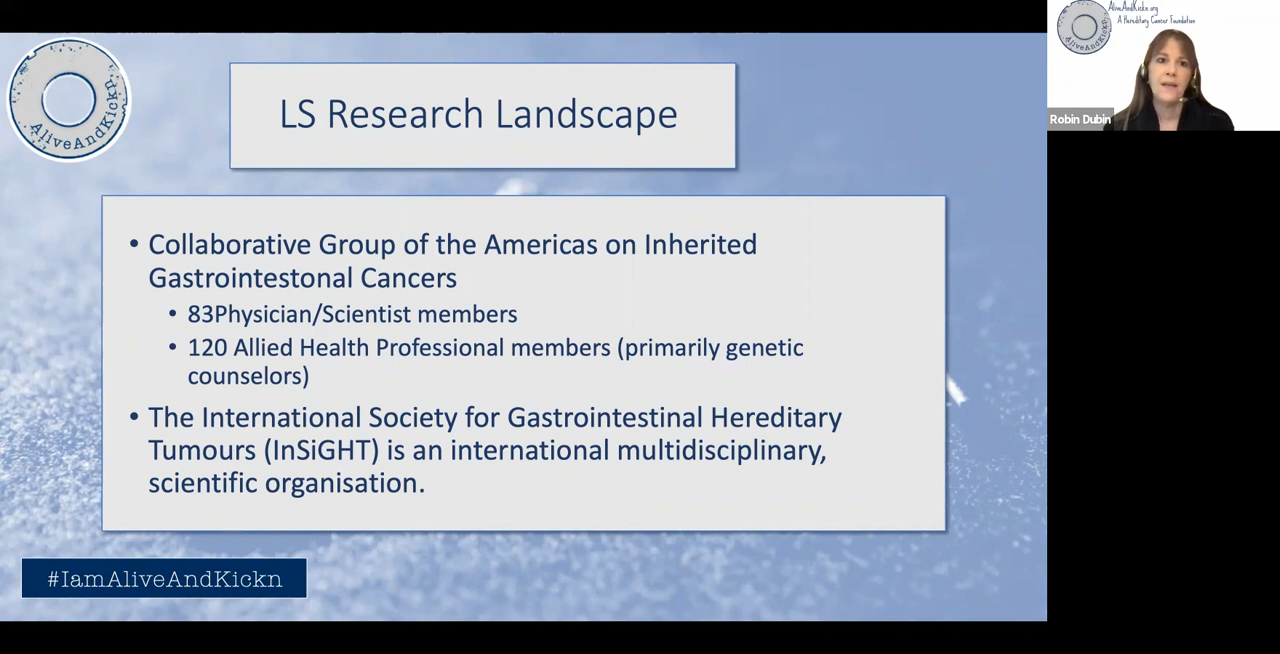 AliveAndKickn
LS Research Landscape
• Collaborative Group of the Americas on Inherited
Gastrointestonal Cancers
• 83Physician/Scientist members
• 120 Allied Health Professional members (primarily genetic
counselors)
• The International Society for Gastrointestinal Hereditary
Tumours (InSiGHT) is an international multidisciplinary,
scientific organisation.
#IamAliveAndKickn
AliveAndKickn.org
A Hereditary Cancer Foundation
AliveAndKickn
Robin Dubin